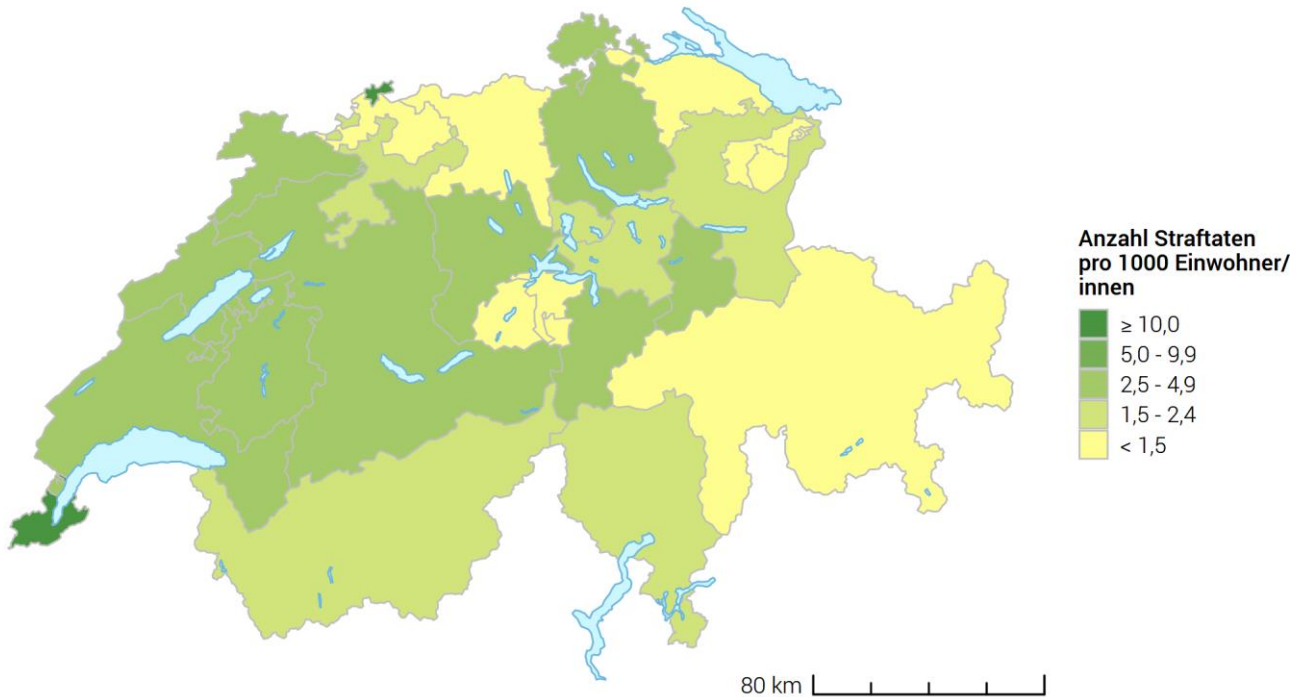 Anzahl Straftaten
pro 1000 Einwohner/
innen
≥ 10,0
5,0 - 9,9
2,5 - 4,9
1,5 - 2,4
< 1,5
80 km